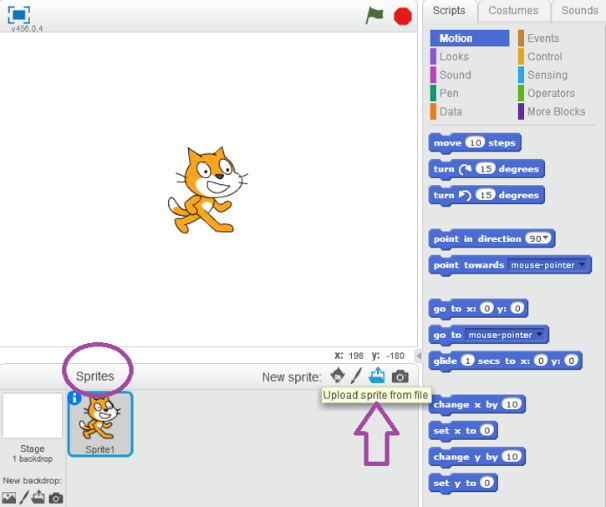 v456.0.4
Scripts Costumes Sounds
Motion Events
Looks Control
Sound Sensing
Pen Operators
Data More Blocks
move 10 steps
turn 15 degrees
turn 15 degrees
point in direction 90
point towards mouse-pointer
go to x: 0 y: 0
go to mouse-pointer
glide 1 secs to x: 0 y: 0
change x by 10
set x to 0
change y by 10
set y to 0
x: 198 y: -180
Sprites New sprite:
Upload sprite from file
Sprite1
Stage
1 backdrop
New backdrop: